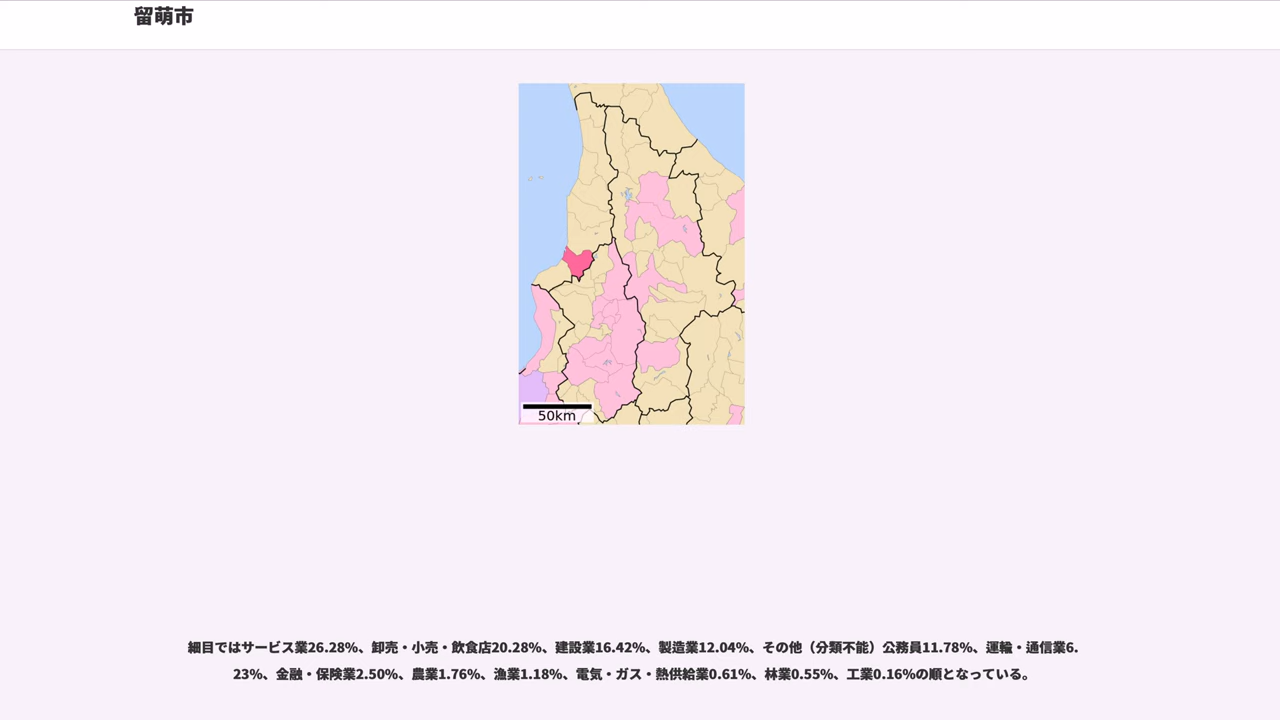 留萌市
50km
細目ではサービス業26.28%、卸売・小売・飲食店20.28%、建設業16.42%、製造業12.04%、その他（分類不能）公務員11.78%、運輸・通信業6.
23%、金融・保険業2.50%、農業1.76%、漁業1.18%、電気・ガス・熱供給業0.61%、林業0.55%、工業0.16%の順となっている。